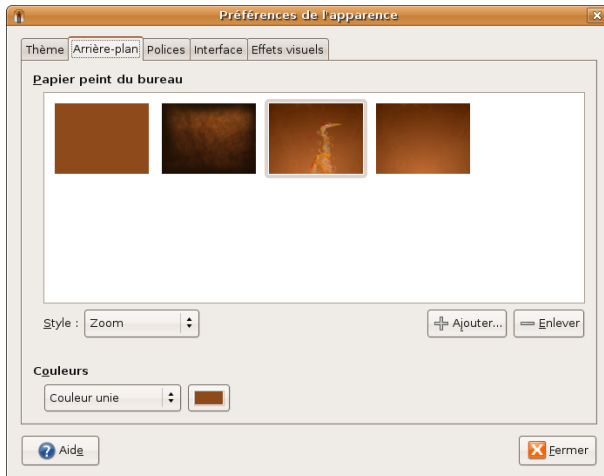 Préférences de l'apparence
Thème Arrière-plan Polices Interface Effets visuels
Papier peint du bureau
Style : Zoom Ajouter... Enlever
Couleurs
Couleur unie
Aide Fermer